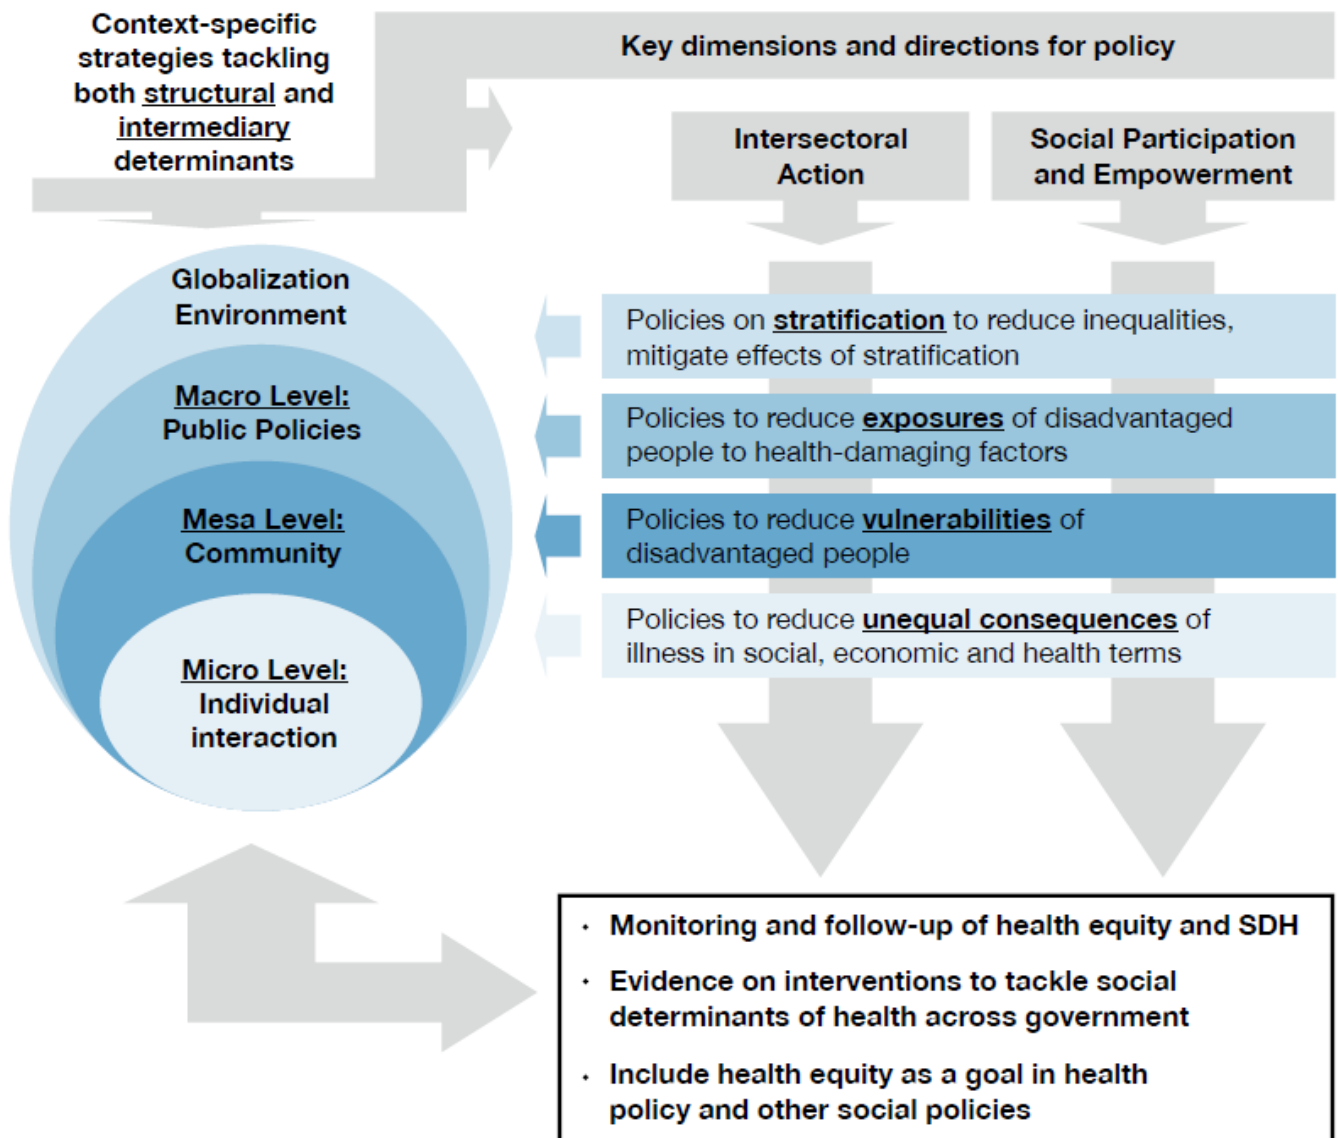 Context-specific
strategies tackling
both structural and
intermediary
determinants
Key dimensions and directions for policy
Intersectoral
Action
Social Participation
and Empowerment
Globalization
Environment
Macro Level:
Public Policies
Mesa Level:
Community
Micro Level:
Individual
interaction
Policies on stratification to reduce inequalities,
mitigate effects of stratification
Policies to reduce exposures of disadvantaged
people to health-damaging factors
Policies to reduce vulnerabilities of
disadvantaged people
Policies to reduce unequal consequences of
illness in social, economic and health terms
· Monitoring and follow-up of health equity and SDH
· Evidence on interventions to tackle social
determinants of health across government
· Include health equity as a goal in health
policy and other social policies